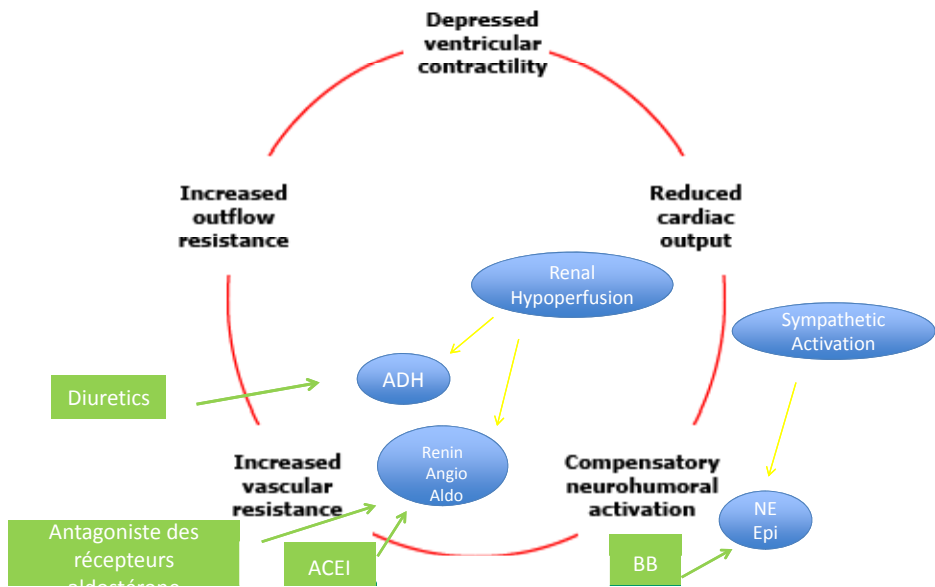 Depressed
ventricular
contractility
Increased
outflow
resistance
Reduced
cardiac
output
Renal
Hypoperfusion
Sympathetic
Activation
ADH
Diuretics
Renin
Angio
Aldo
Increased
vascular
resistance
Compensatory
neurohumoral
activation
NE
Epi
Antagoniste des
récepteurs
aldostérone
ACEI
BB